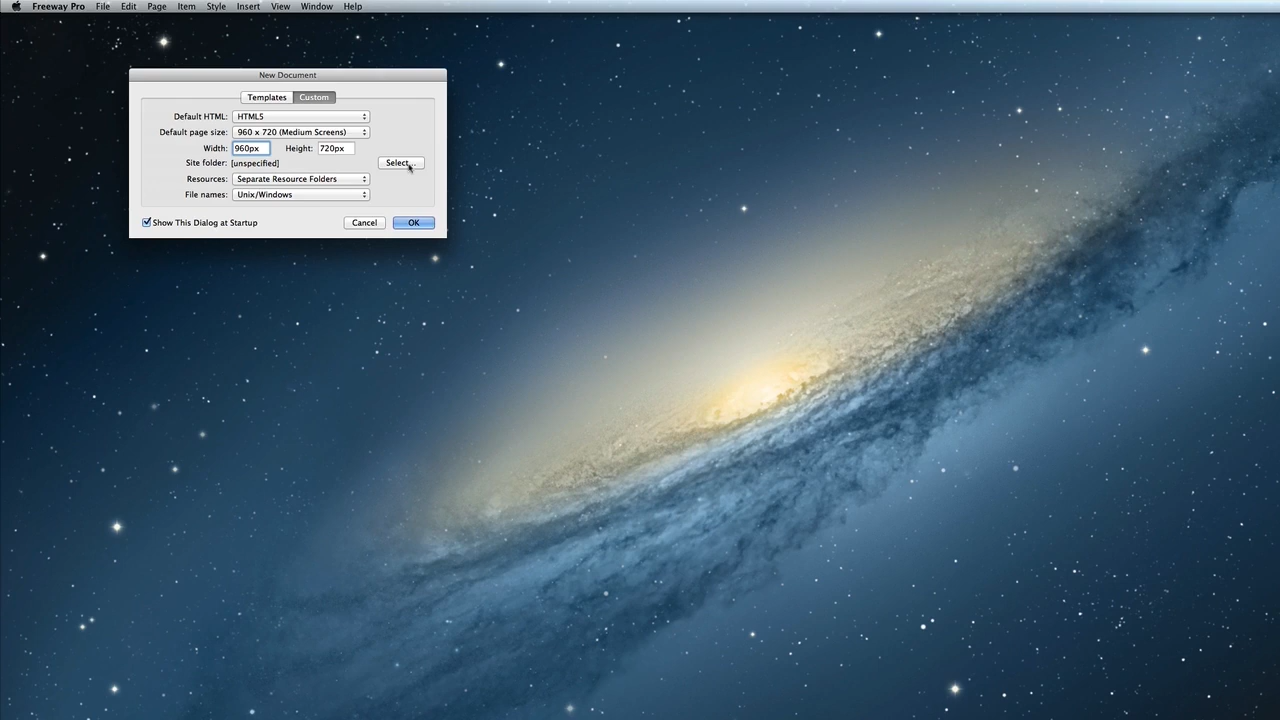 Freeway Pro File Edit Page Item Style Insert View Window Help
New Document
Templates Custom
Default HTML: HTML5
Default page size: 960 x 720 (Medium Screens)
Width: 960px Height: 720px
Site folder: [unspecified] Select...
Resources: Separate Resource Folders
File names: Unix/Windows
Show This Dialog at Startup Cancel OK